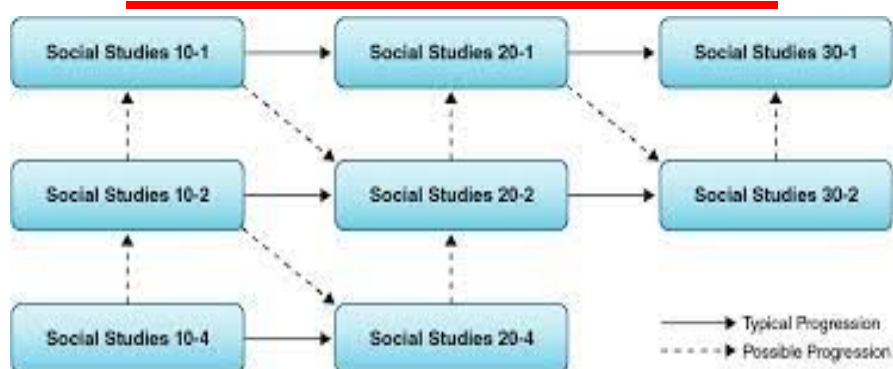 Social Studies 10-1
Social Studies 20-1
Social Studies 30-1
Social Studies 10-2
Social Studies 20-2
Social Studies 30-2
Social Studies 10-4
Social Studies 20-4
Typical Progression
Possible Progression